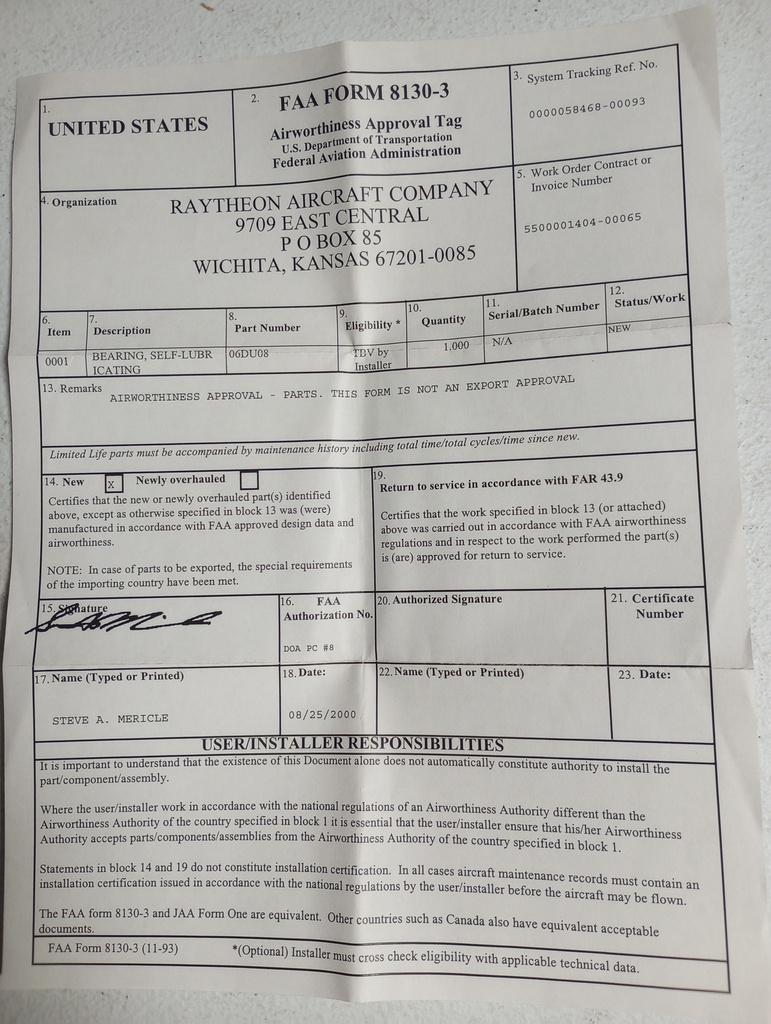 1.
UNITED STATES
2.
FAA FORM 8130-3
Airworthiness Approval Tag
U.S. Department of Transportation
Federal Aviation Administration
3. System Tracking Ref. No.
0000058468-00093
4. Organization
RAYTHEON AIRCRAFT COMPANY
9709 EAST CENTRAL
P O BOX 85
WICHITA, KANSAS 67201-0085
5. Work Order Contract or
Invoice Number
5500001404-00065
6.
Item
7.
Description
8.
Part Number
9.
Eligibility *
10.
Quantity
11.
Serial/Batch Number
12.
Status/Work
0001
BEARING, SELF-LUBR
ICATING
06DU08
TBV by
Installer
1.000
N/A
NEW
13. Remarks
AIRWORTHINESS APPROVAL - PARTS. THIS FORM IS NOT AN EXPORT APPROVAL
Limited Life parts must be accompanied by maintenance history including total time/total cycles/time since new.
14. New x Newly overhauled
Certifies that the new or newly overhauled part(s) identified
above, except as otherwise specified in block 13 was (were)
manufactured in accordance with FAA approved design data and
airworthiness.
NOTE: In case of parts to be exported, the special requirements
of the importing country have been met.
19.
Return to service in accordance with FAR 43.9
Certifies that the work specified in block 13 (or attached)
above was carried out in accordance with FAA airworthiness
regulations and in respect to the work performed the part(s)
is (are) approved for return to service.
15. Signature
16. FAA
Authorization No.
DOA PC #8
20. Authorized Signature
21. Certificate
Number
17. Name (Typed or Printed)
STEVE A. MERICLE
18. Date:
08/25/2000
22. Name (Typed or Printed)
23. Date:
USER/INSTALLER RESPONSIBILITIES
It is important to understand that the existence of this Document alone does not automatically constitute authority to install the
part/component/assembly.
Where the user/installer work in accordance with the national regulations of an Airworthiness Authority different than the
Airworthiness Authority of the country specified in block 1 it is essential that the user/installer ensure that his/her Airworthiness
Authority accepts parts/components/assemblies from the Airworthiness Authority of the country specified in block 1.
Statements in block 14 and 19 do not constitute installation certification. In all cases aircraft maintenance records must contain an
installation certification issued in accordance with the national regulations by the user/installer before the aircraft may be flown.
The FAA form 8130-3 and JAA Form One are equivalent. Other countries such as Canada also have equivalent acceptable
documents.
FAA Form 8130-3 (11-93)
*(Optional) Installer must cross check eligibility with applicable technical data.